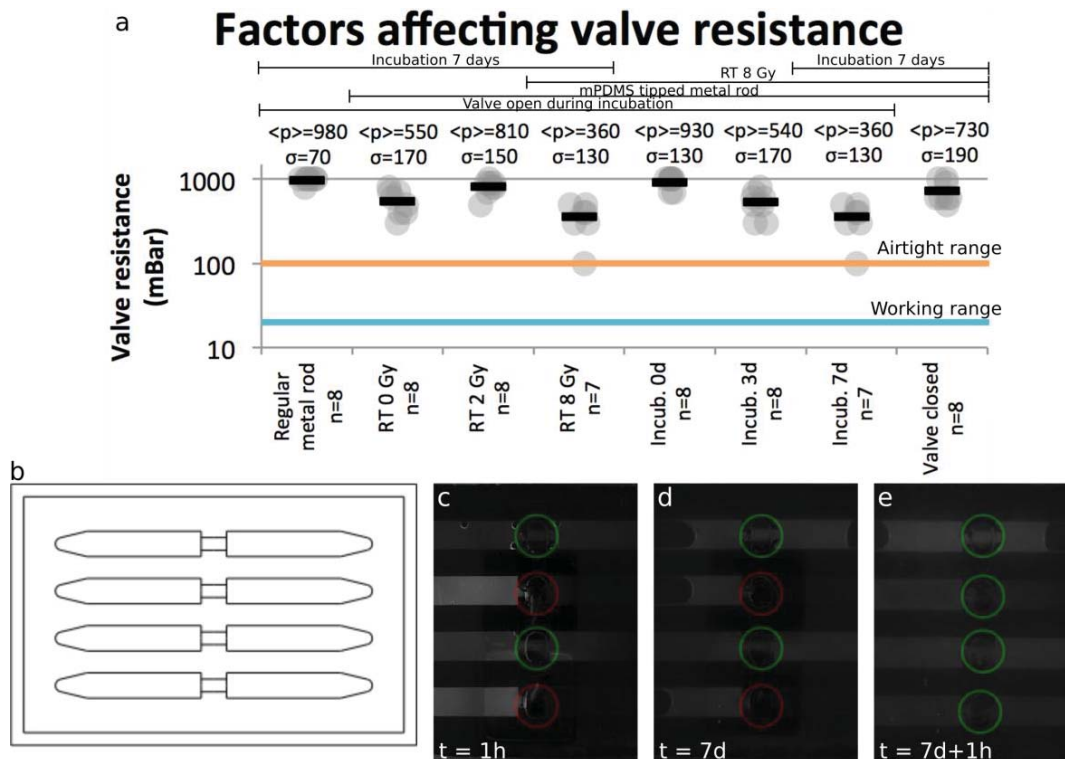 a
Factors affecting valve resistance
Incubation 7 days
Incubation 7 days
RT 8 Gy
mPDMS tipped metal rod
Valve open during incubation
<p>=980 <p>=550 <p>=810 <p>=360 <p>=930 <p>=540 <p>=360 <p>=730
σ=70 σ=170 σ=150 σ=130 σ=130 σ=170 σ=130 σ=190
Valve resistance
(mBar)
1000
100
10
Airtight range
Working range
Regular
metal rod
n=8
RT 0 Gy
n=8
RT 2 Gy
n=8
RT 8 Gy
n=7
Incub. 0d
n=8
Incub. 3d
n=8
Incub. 7d
n=7
Valve closed
n=8
b
c
t = 1h
d
t = 7d
e
t = 7d+1h